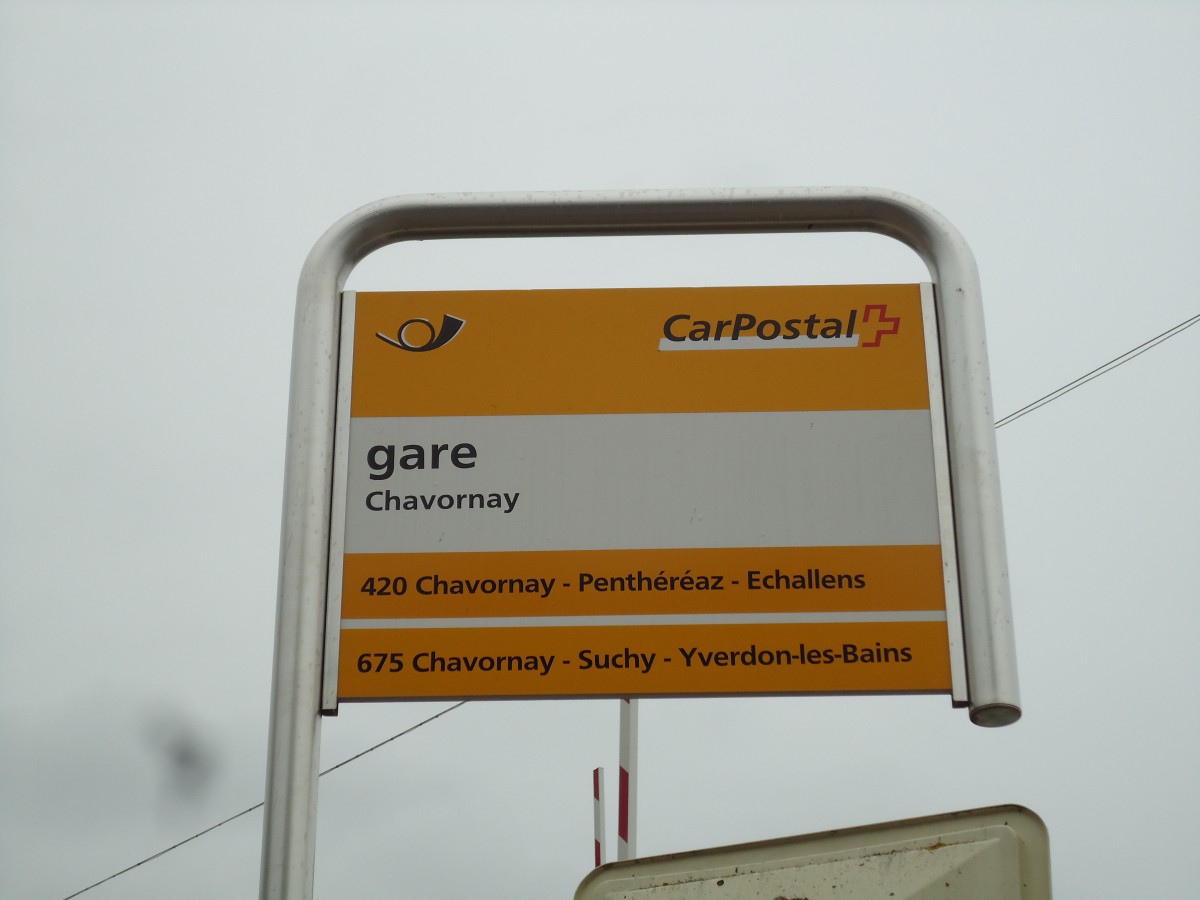 CarPostal
gare
Chavornay
420 Chavornay - Penthéréaz - Echallens
675 Chavornay - Suchy - Yverdon-les-Bains